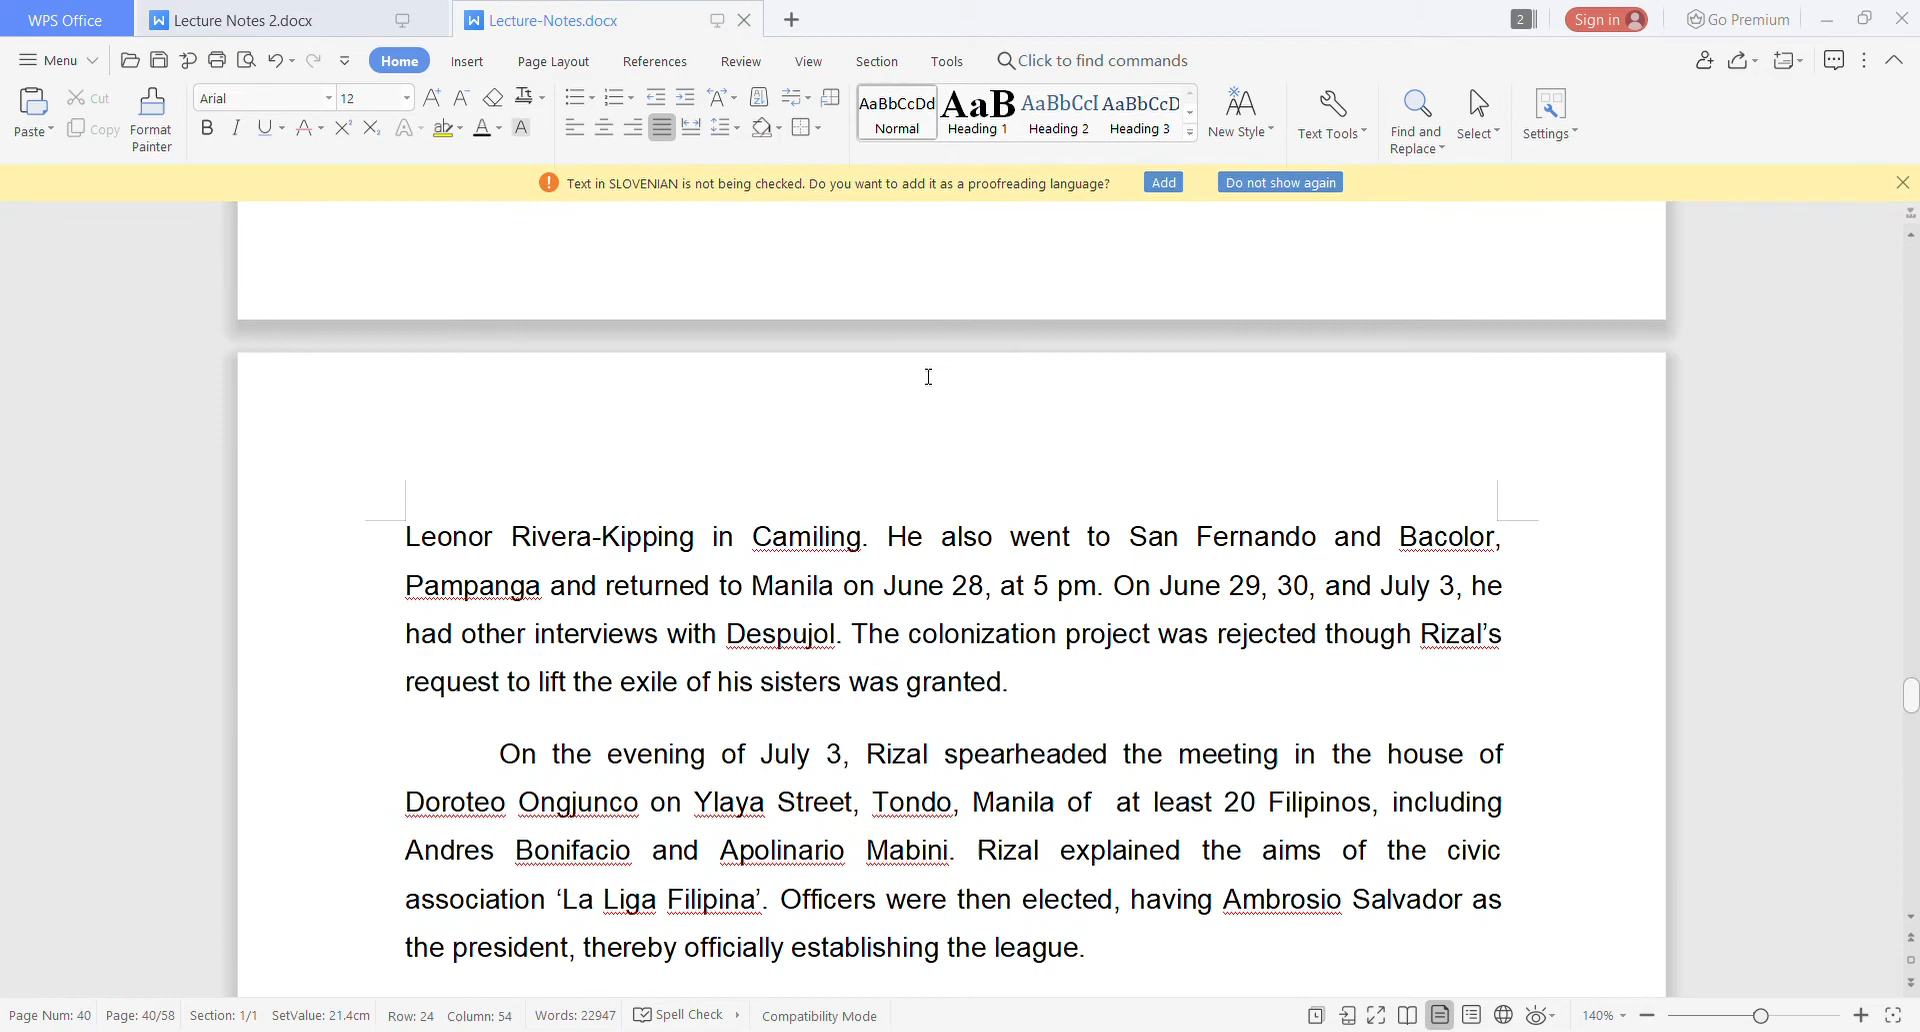 WPS Office
Lecture Notes 2.docx
Lecture-Notes.docx
2
Sign in
Go Premium
Menu
Home
Insert
Page Layout
References
Review
View
Section
Tools
Click to find commands
Paste
Cut
Copy
Format
Painter
Arial
12
AaBbCcDd
Normal
AaB
Heading 1
AaBbCcI
Heading 2
AaBbCcD
Heading 3
New Style
Text Tools
Find and
Replace
Select
Settings
Text in SLOVENIAN is not being checked. Do you want to add it as a proofreading language?
Add
Do not show again
Leonor Rivera-Kipping in Camiling. He also went to San Fernando and Bacolor,
Pampanga and returned to Manila on June 28, at 5 pm. On June 29, 30, and July 3, he
had other interviews with Despujol. The colonization project was rejected though Rizal’s
request to lift the exile of his sisters was granted.
On the evening of July 3, Rizal spearheaded the meeting in the house of
Doroteo Ongjunco on Ylaya Street, Tondo, Manila of at least 20 Filipinos, including
Andres Bonifacio and Apolinario Mabini. Rizal explained the aims of the civic
association ‘La Liga Filipina’. Officers were then elected, having Ambrosio Salvador as
the president, thereby officially establishing the league.
Page Num: 40
Page: 40/58
Section: 1/1
SetValue: 21.4cm
Row: 24
Column: 54
Words: 22947
Spell Check
Compatibility Mode
140%